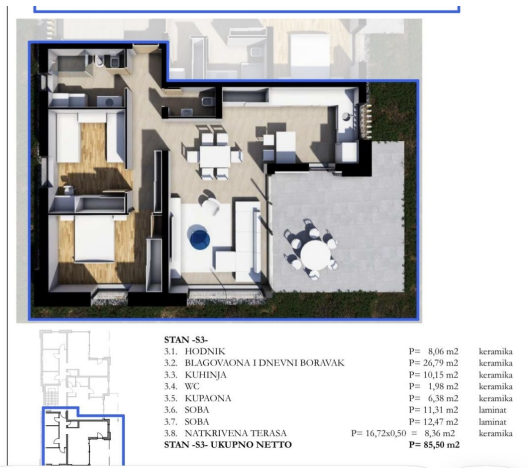 STAN -S3-
3.1. HODNIK P= 8,06 m2 keramika
3.2. BLAGOVAONA I DNEVNI BORAVAK P= 26,79 m2 keramika
3.3. KUHINJA P= 10,15 m2 keramika
3.4. WC P= 1,98 m2 keramika
3.5. KUPAONA P= 6,38 m2 keramika
3.6. SOBA P= 11,31 m2 laminat
3.7. SOBA P= 12,47 m2 laminat
3.8. NATKRIVENA TERASA P= 16,72x0,50 = 8,36 m2 keramika
STAN -S3- UKUPNO NETTO P= 85,50 m2